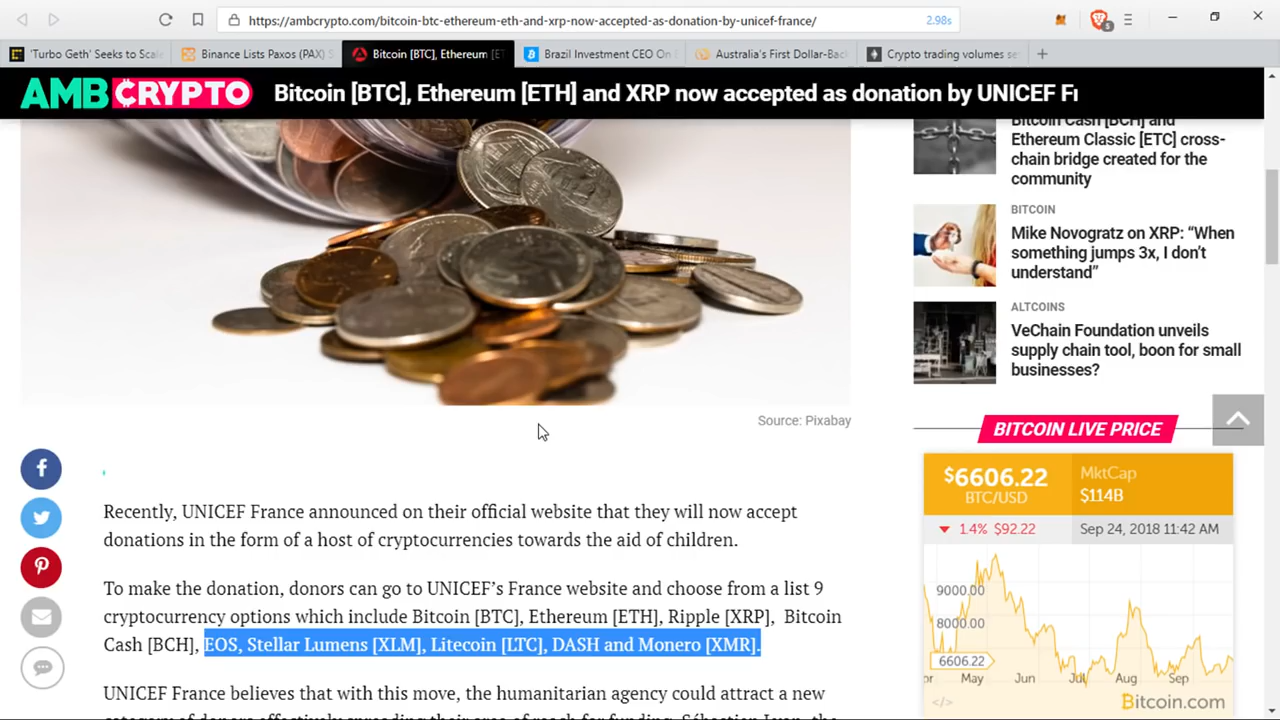 https://ambcrypto.com/bitcoin-btc-ethereum-eth-and-xrp-now-accepted-as-donation-by-unicef-france/
2.98s
5
'Turbo Geth' Seeks to Scale
Binance Lists Paxos (PAX) S
Bitcoin [BTC], Ethereum [ET
Brazil Investment CEO On
Australia's First Dollar-Back
Crypto trading volumes se
AMBCRYPTO
Bitcoin [BTC], Ethereum [ETH] and XRP now accepted as donation by UNICEF Fr
Source: Pixabay
Recently, UNICEF France announced on their official website that they will now accept
donations in the form of a host of cryptocurrencies towards the aid of children.
To make the donation, donors can go to UNICEF’s France website and choose from a list 9
cryptocurrency options which include Bitcoin [BTC], Ethereum [ETH], Ripple [XRP], Bitcoin
Cash [BCH], EOS, Stellar Lumens [XLM], Litecoin [LTC], DASH and Monero [XMR].
UNICEF France believes that with this move, the humanitarian agency could attract a new
Bitcoin Cash [BCH] and
Ethereum Classic [ETC] cross-
chain bridge created for the
community
BITCOIN
Mike Novogratz on XRP: “When
something jumps 3x, I don’t
understand”
ALTCOINS
VeChain Foundation unveils
supply chain tool, boon for small
businesses?
BITCOIN LIVE PRICE
$6606.22
BTC/USD
MktCap
$114B
1.4% $92.22
Sep 24, 2018 11:42 AM
9000.00
8000.00
6606.22
May
Jun
Jul
Aug
Sep
</>
Bitcoin.com